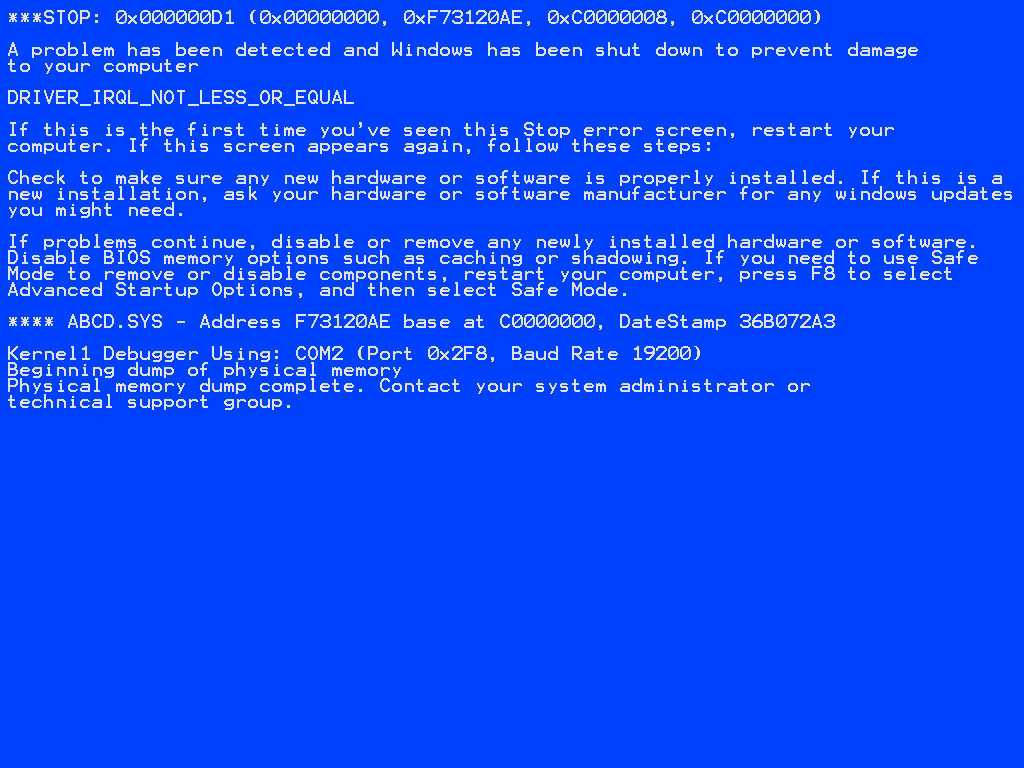 ***STOP: 0x000000D1 (0x00000000, 0xF73120AE, 0xC0000008, 0xC0000000)
A problem has been detected and Windows has been shut down to prevent damage
to your computer
DRIVER_IRQL_NOT_LESS_OR_EQUAL
If this is the first time you've seen this Stop error screen, restart your
computer. If this screen appears again, follow these steps:
Check to make sure any new hardware or software is properly installed. If this is a
new installation, ask your hardware or software manufacturer for any windows updates
you might need.
If problems continue, disable or remove any newly installed hardware or software.
Disable BIOS memory options such as caching or shadowing. If you need to use Safe
Mode to remove or disable components, restart your computer, press F8 to select
Advanced Startup Options, and then select Safe Mode.
**** ABCD.SYS - Address F73120AE base at C0000000, DateStamp 36B072A3
Kernel1 Debugger Using: COM2 (Port 0x2F8, Baud Rate 19200)
Beginning dump of physical memory
Physical memory dump complete. Contact your system administrator or
technical support group.